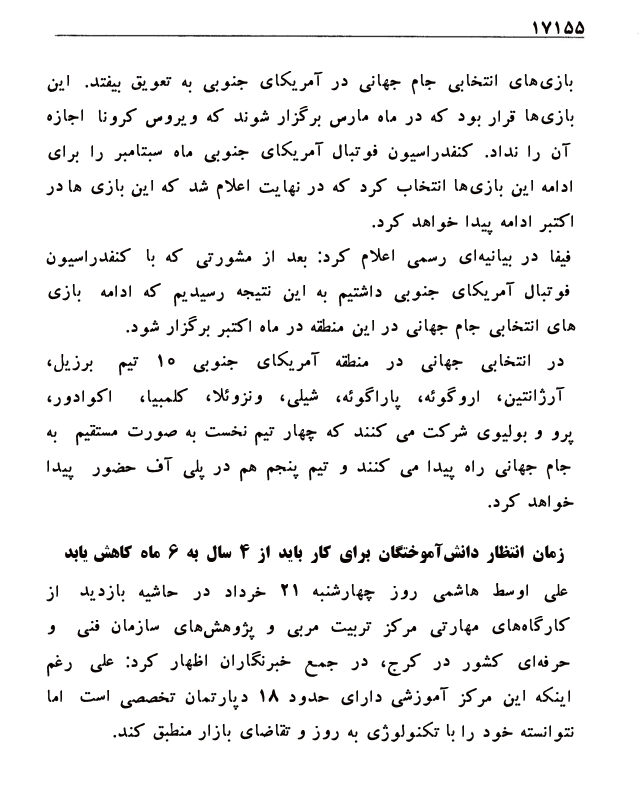 ۱۷۱۵۵
بازی‌های انتخابی جام جهانی در آمریکای جنوبی به تعویق بیفتد. این
بازی‌ها قرار بود که در ماه مارس برگزار شوند که ویروس کرونا اجازه
آن را نداد. کنفدراسیون فوتبال آمریکای جنوبی ماه سبتامبر را برای
ادامه این بازی‌ها انتخاب کرد که در نهایت اعلام شد که این بازی ها در
اکتبر ادامه پیدا خواهد کرد.
فیفا در بیانیه‌ای رسمی اعلام کرد: بعد از مشورتی که با کنفدراسیون
فوتبال آمریکای جنوبی داشتیم به این نتیجه رسیدیم که ادامه بازی
های انتخابی جام جهانی در این منطقه در ماه اکتبر برگزار شود.
در انتخابی جهانی در منطقه آمریکای جنوبی ۱۰ تیم برزیل،
آرژانتین، اروگوئه، پاراگوئه، شیلی، ونزوئلا، کلمبیا، اکوادور،
پرو و بولیوی شرکت می کنند که چهار تیم نخست به صورت مستقیم به
جام جهانی راه پیدا می کنند و تیم پنجم هم در پلی آف حضور پیدا
خواهد کرد.
زمان انتظار دانش‌آموختگان برای کار باید از ۴ سال به ۶ ماه کاهش یابد
علی اوسط هاشمی روز چهارشنبه ۲۱ خرداد در حاشیه بازدید از
کارگاه‌های مهارتی مرکز تربیت مربی و پژوهش‌های سازمان فنی و
حرفه‌ای کشور در کرج، در جمع خبرنگاران اظهار کرد: علی رغم
اینکه این مرکز آموزشی دارای حدود ۱۸ دپارتمان تخصصی است اما
نتوانسته خود را با تکنولوژی به روز و تقاضای بازار منطبق کند.